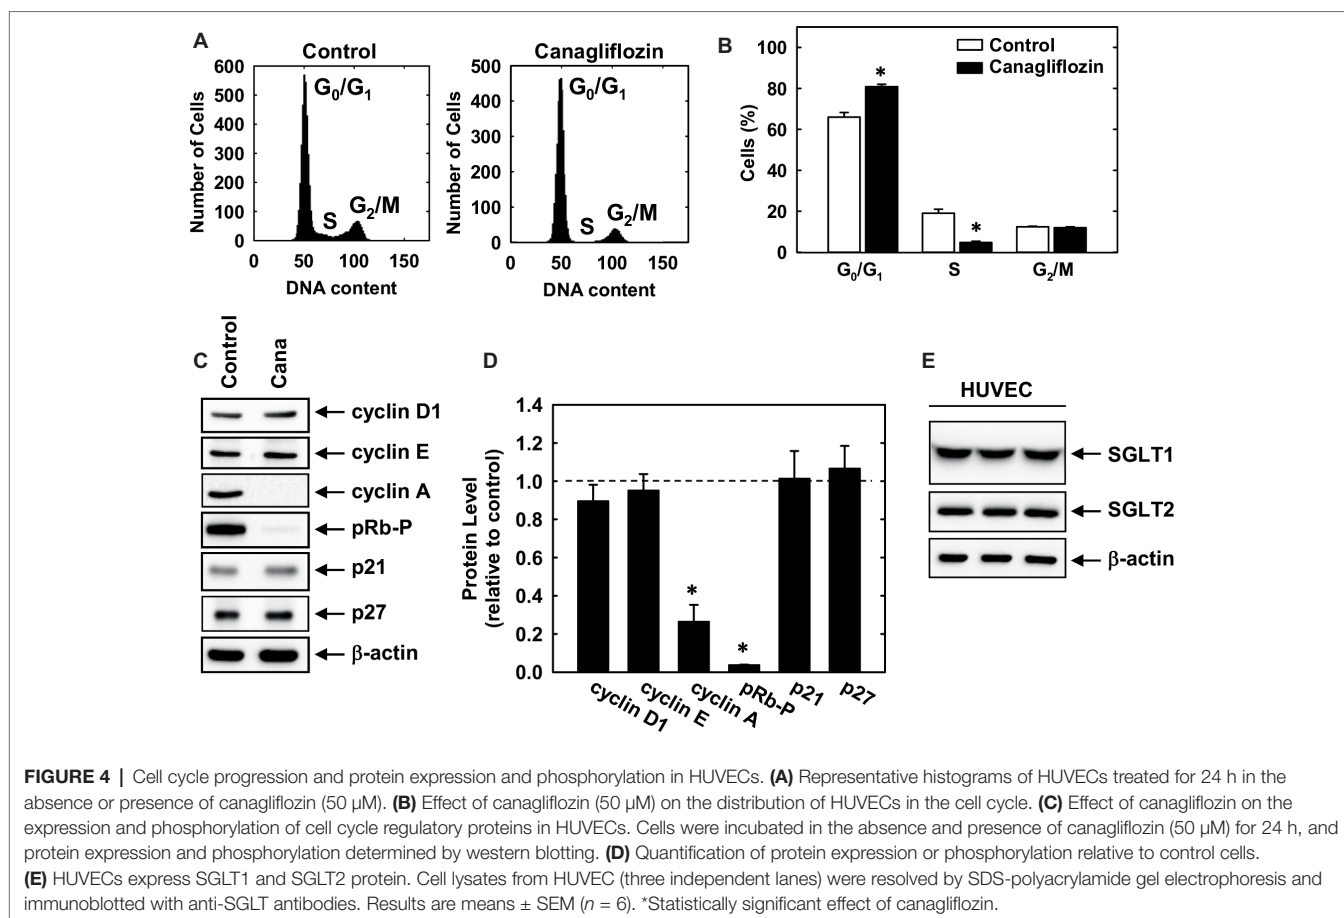 A
Control
600
500
400
300
200
100
0
Number of Cells
G0/G1
S
G2/M
0 50 100 150
DNA content
Canagliflozin
500
400
300
200
100
0
Number of Cells
G0/G1
S
G2/M
0 50 100 150
DNA content
B
100
80
60
40
20
0
Cells (%)
Control
Canagliflozin
*
*
G0/G1 S G2/M
C
Control Cana
cyclin D1
cyclin E
cyclin A
pRb-P
p21
p27
β-actin
D
1.4
1.2
1.0
0.8
0.6
0.4
0.2
0.0
Protein Level
(relative to control)
*
*
cyclin D1 cyclin E cyclin A pRb-P p21 p27
E
HUVEC
SGLT1
SGLT2
β-actin
FIGURE 4 | Cell cycle progression and protein expression and phosphorylation in HUVECs. (A) Representative histograms of HUVECs treated for 24 h in the
absence or presence of canagliflozin (50 μM). (B) Effect of canagliflozin (50 μM) on the distribution of HUVECs in the cell cycle. (C) Effect of canagliflozin on the
expression and phosphorylation of cell cycle regulatory proteins in HUVECs. Cells were incubated in the absence and presence of canagliflozin (50 μM) for 24 h, and
protein expression and phosphorylation determined by western blotting. (D) Quantification of protein expression or phosphorylation relative to control cells.
(E) HUVECs express SGLT1 and SGLT2 protein. Cell lysates from HUVEC (three independent lanes) were resolved by SDS-polyacrylamide gel electrophoresis and
immunoblotted with anti-SGLT antibodies. Results are means ± SEM (n = 6). *Statistically significant effect of canagliflozin.